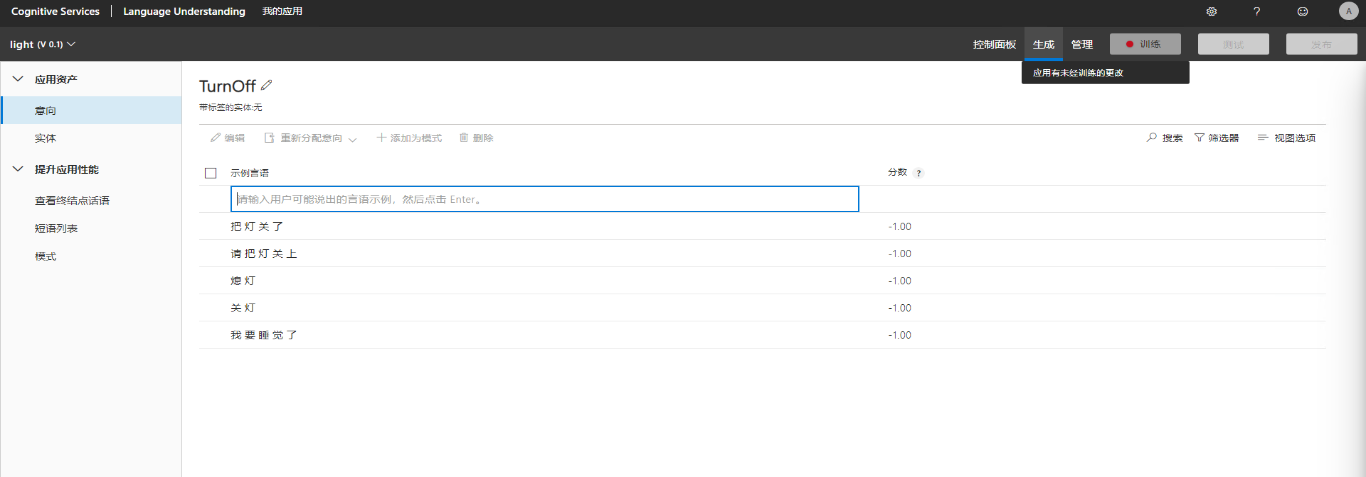 Cognitive Services Language Understanding 我的应用 A
light (V 0.1) 控制面板 生成 管理 训练 测试 发布
应用有未经训练的更改
应用资产
意向
实体
提升应用性能
查看终结点话语
短语列表
模式
TurnOff
带标签的实体:无
编辑 重新分配意向 添加为模式 删除 搜索 筛选器 视图选项
示例言语 分数 ?
请输入用户可能说出的言语示例，然后点击 Enter。
把 灯 关 了 -1.00
请 把 灯 关 上 -1.00
熄 灯 -1.00
关 灯 -1.00
我 要 睡 觉 了 -1.00